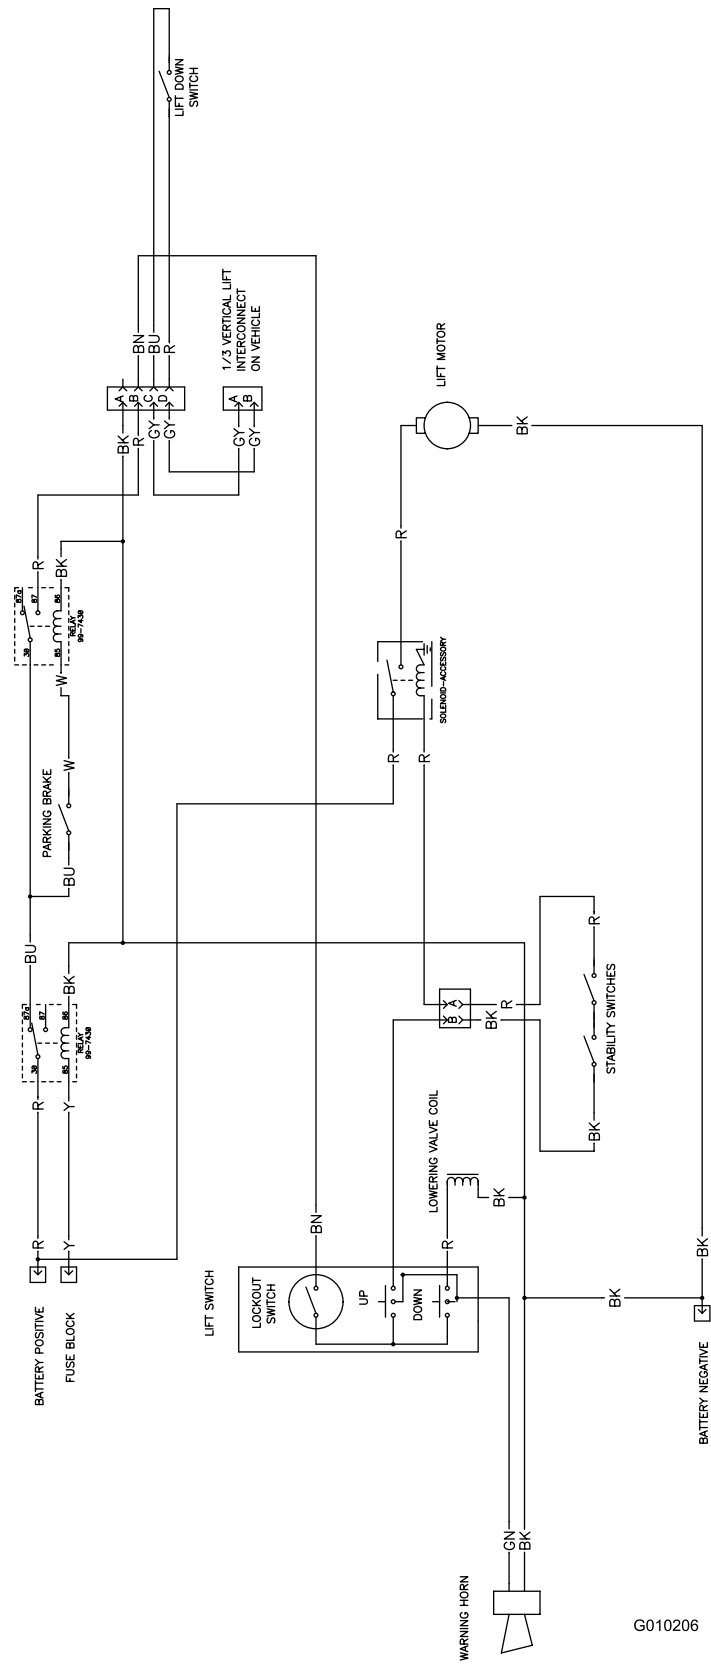 LIFT DOWN
SWITCH
BN
BU
R
1/3 VERTICAL LIFT
INTERCONNECT
ON VEHICLE
A
B
C
D
BK
R
GY
GY
A
B
GY
GY
LIFT MOTOR
BK
R
R
BK
87a
87
86
30
85
RELAY
99-7430
W
W
PARKING BRAKE
BU
SOLENOID-ACCESSORY
R
R
BU
BK
87a
87
86
30
85
RELAY
99-7430
R
Y
R
Y
BATTERY POSITIVE
FUSE BLOCK
A
B
R
BK
R
STABILITY SWITCHES
BK
LOWERING VALVE COIL
BK
R
BN
LIFT SWITCH
LOCKOUT
SWITCH
UP
DOWN
BK
BK
BATTERY NEGATIVE
GN
BK
WARNING HORN
G010206